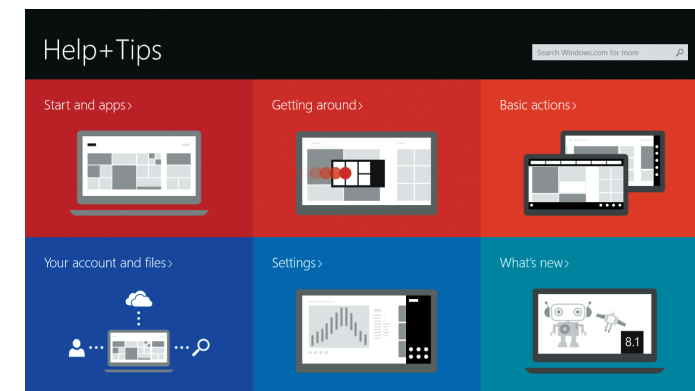 Help+Tips
Search Windows.com for more
Start and apps>
Getting around>
Basic actions>
Your account and files>
Settings>
What's new>
8.1